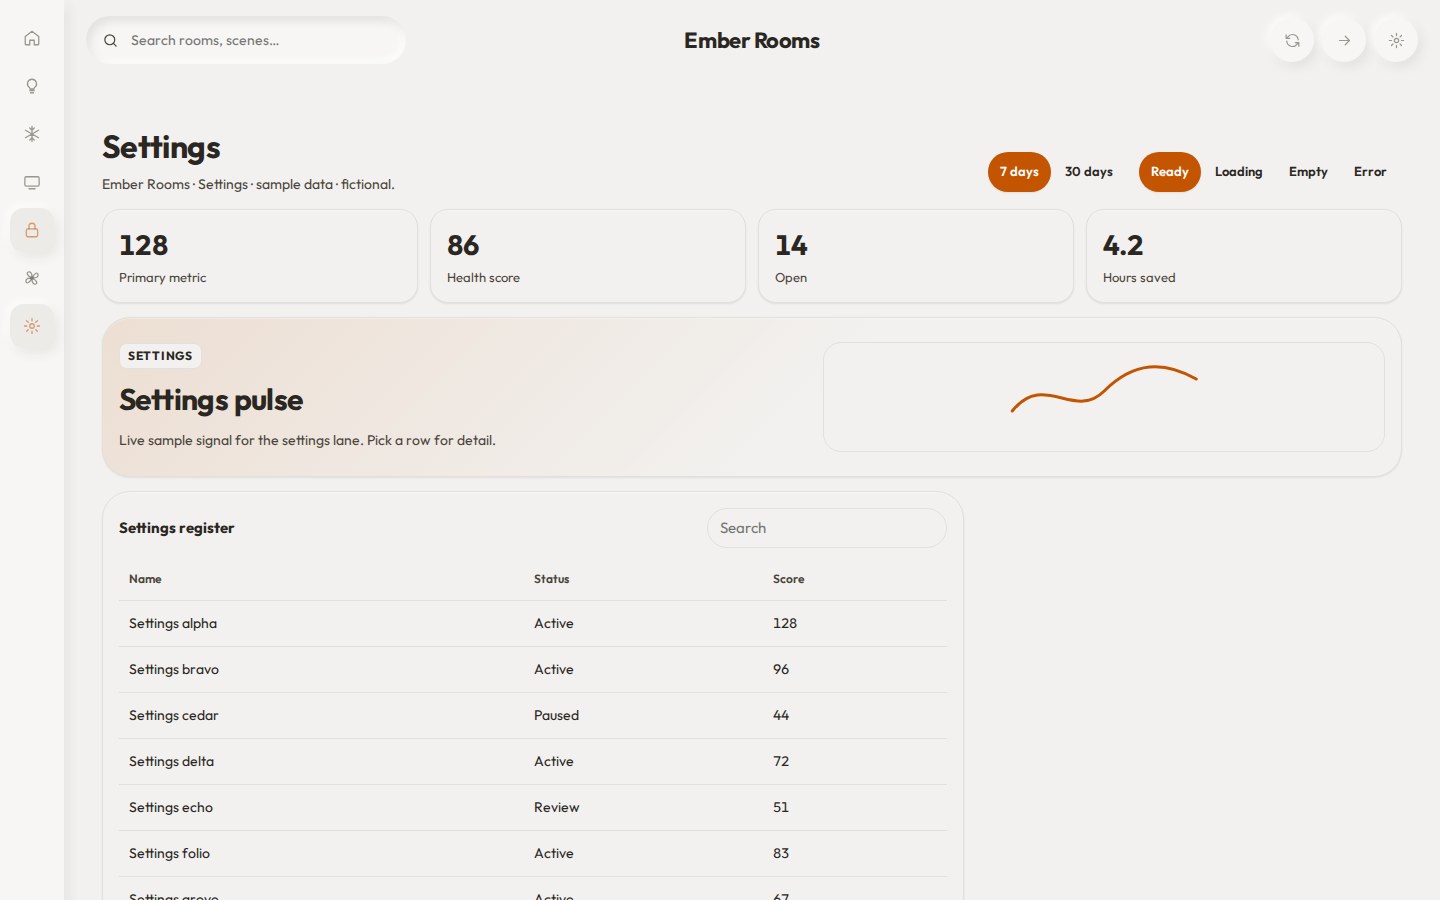 Search rooms, scenes...
Ember Rooms
Settings
Ember Rooms · Settings · sample data · fictional.
7 days
30 days
Ready
Loading
Empty
Error
128
Primary metric
86
Health score
14
Open
4.2
Hours saved
SETTINGS
Settings pulse
Live sample signal for the settings lane. Pick a row for detail.
Settings register
Search
Name Status Score
Settings alpha Active 128
Settings bravo Active 96
Settings cedar Paused 44
Settings delta Active 72
Settings echo Review 51
Settings folio Active 83
Settings grove Active 67